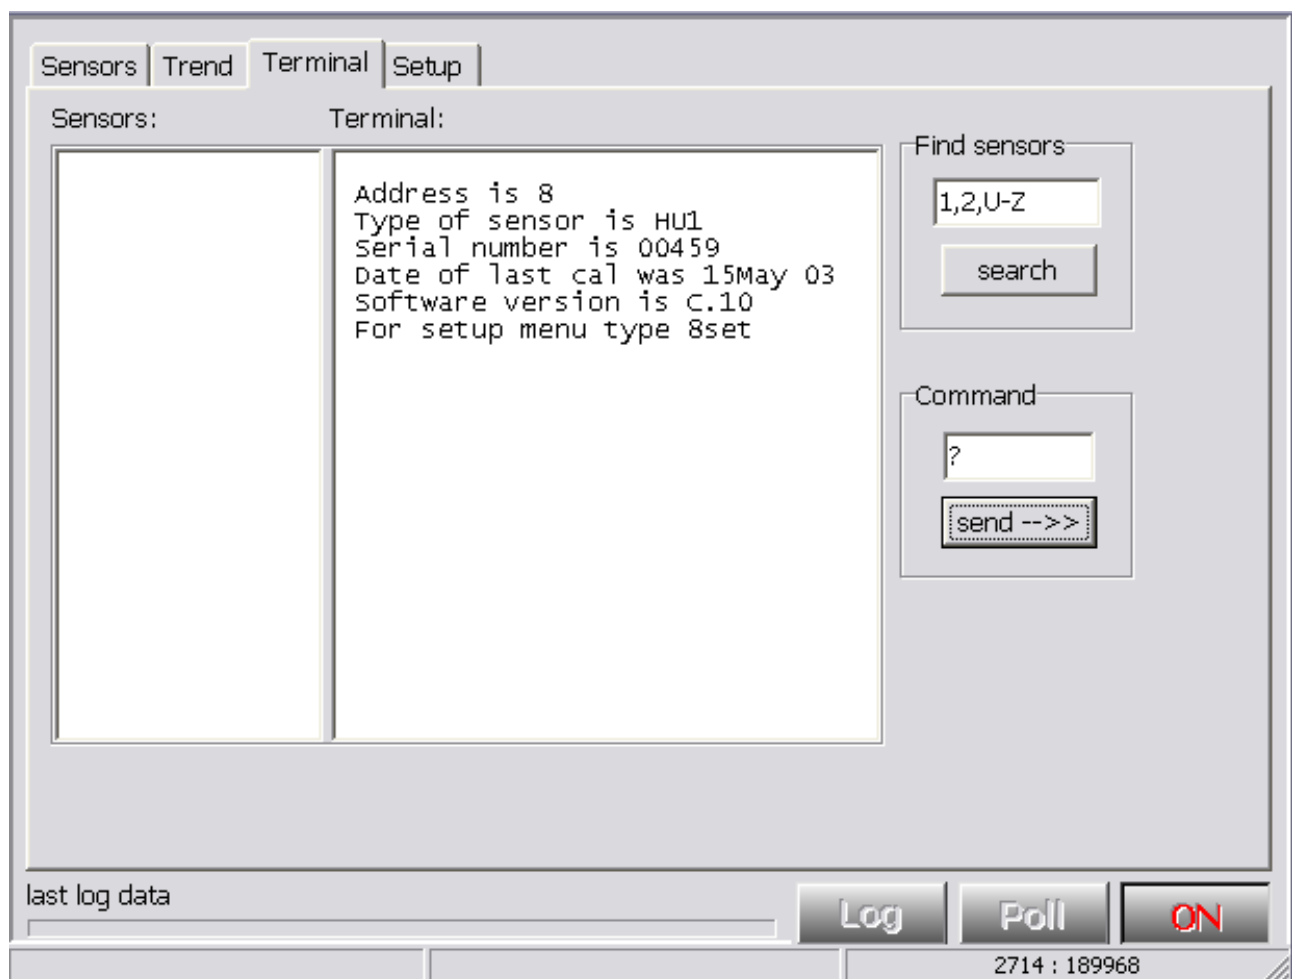 Sensors Trend Terminal Setup
Sensors: Terminal:
Address is 8
Type of sensor is HU1
Serial number is 00459
Date of last cal was 15May 03
Software version is C.10
For setup menu type 8set
Find sensors
1,2,U-Z
search
Command
?
send -->>
last log data
Log Poll ON
2714 : 189968